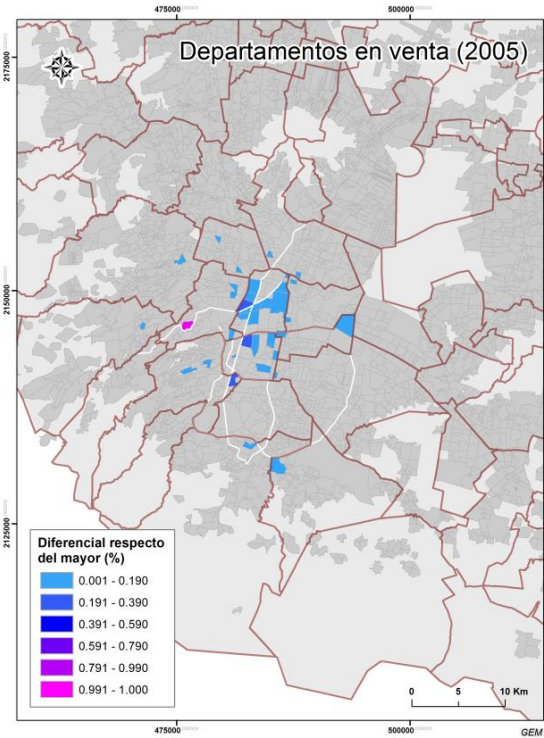 475000
500000
Departamentos en venta (2005)
2175000
2150000
2125000
Diferencial respecto
del mayor (%)
0.001 - 0.190
0.191 - 0.390
0.391 - 0.590
0.591 - 0.790
0.791 - 0.990
0.991 - 1.000
0 5 10 Km
475000
500000
GEM